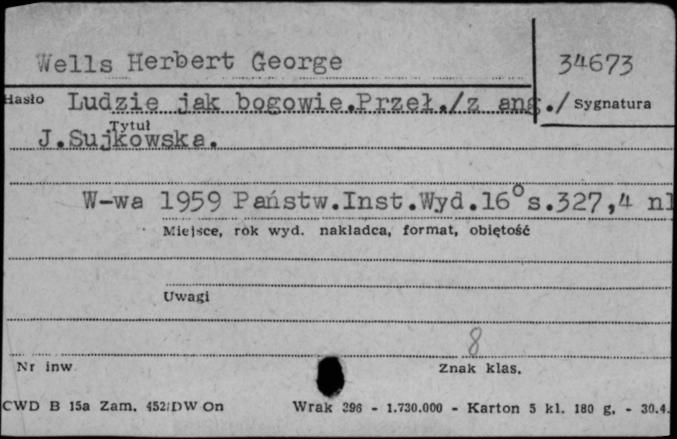 Wells Herbert George
34673
Hasło Ludzie jak bogowie.Przeł./z ang./ Sygnatura
Tytuł
J.Sujkowska.
W-wa 1959 Państw.Inst.Wyd.16° s.327,4 nl
Miejsce, rok wyd. nakładca, format, objętość
Uwagi
8
Nr inw. Znak klas.
CWD B 15a Zam. 452/DW On Wrak 296 - 1.730.000 - Karton 5 kl. 180 g. - 30.4.